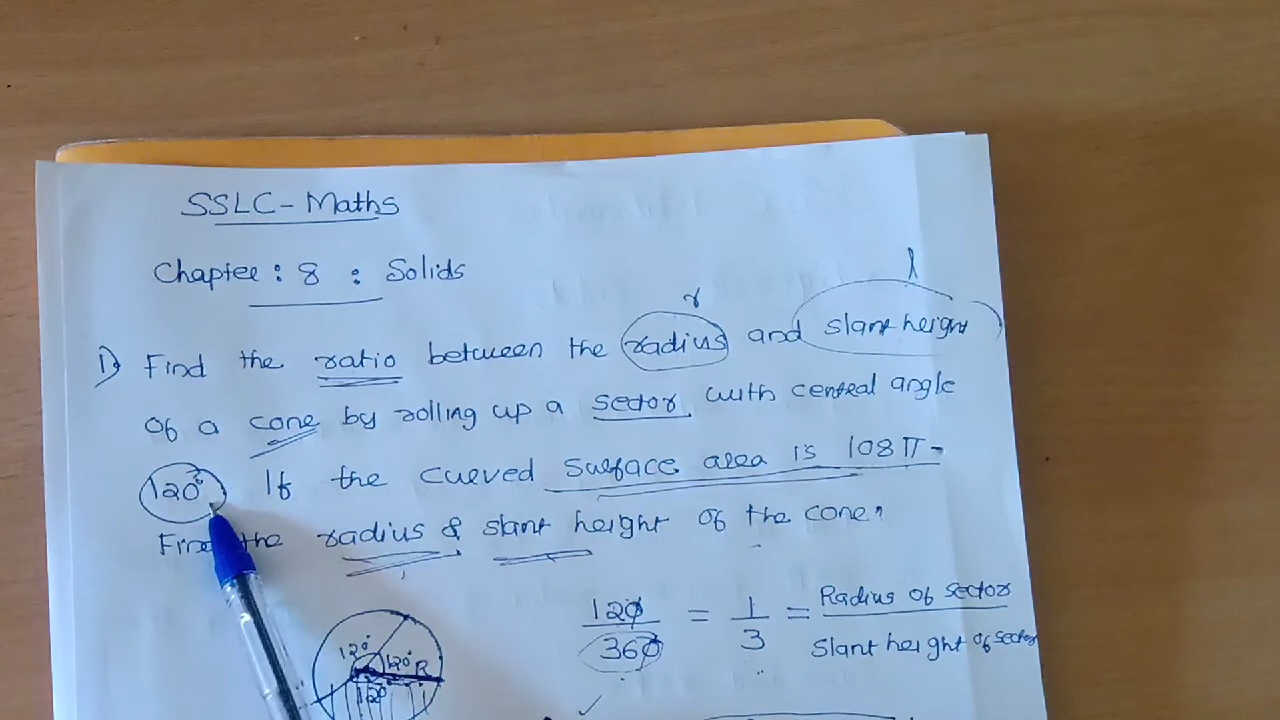 SSLC - Maths
Chapter : 8 : Solids
r l
1) Find the ratio between the radius and slant height
of a cone by rolling up a sector with central angle
120° If the curved surface area is 108π -
Find the radius & slant height of the cone,
120/360 = 1/3 = Radius of sector/Slant height of sector
120° 120° R
120